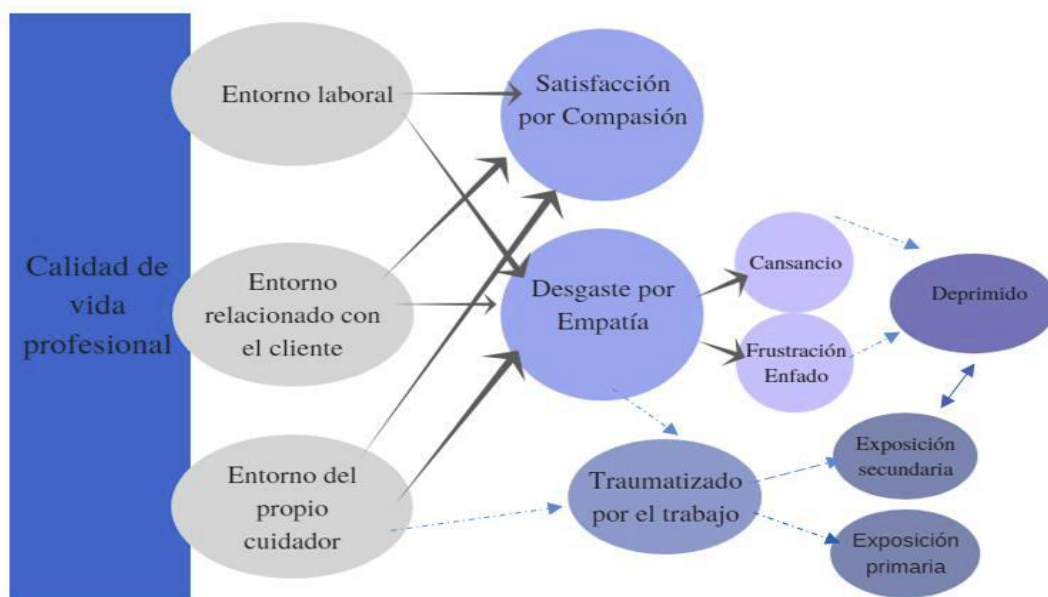 Calidad de
vida
profesional
Entorno laboral
Entorno
relacionado con
el cliente
Entorno del
propio
cuidador
Satisfacción
por Compasión
Desgaste por
Empatía
Cansancio
Frustración
Enfado
Deprimido
Traumatizado
por el trabajo
Exposición
secundaria
Exposición
primaria